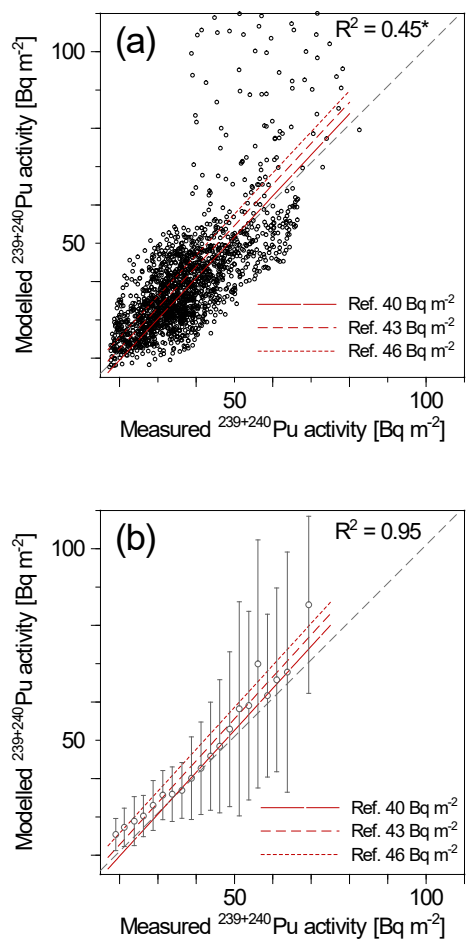 (a)
R² = 0.45*
Modelled ²³⁹⁺²⁴⁰Pu activity [Bq m⁻²]
100
50
Ref. 40 Bq m⁻²
Ref. 43 Bq m⁻²
Ref. 46 Bq m⁻²
50 100
Measured ²³⁹⁺²⁴⁰Pu activity [Bq m⁻²]
(b)
R² = 0.95
Modelled ²³⁹⁺²⁴⁰Pu activity [Bq m⁻²]
100
50
Ref. 40 Bq m⁻²
Ref. 43 Bq m⁻²
Ref. 46 Bq m⁻²
50 100
Measured ²³⁹⁺²⁴⁰Pu activity [Bq m⁻²]